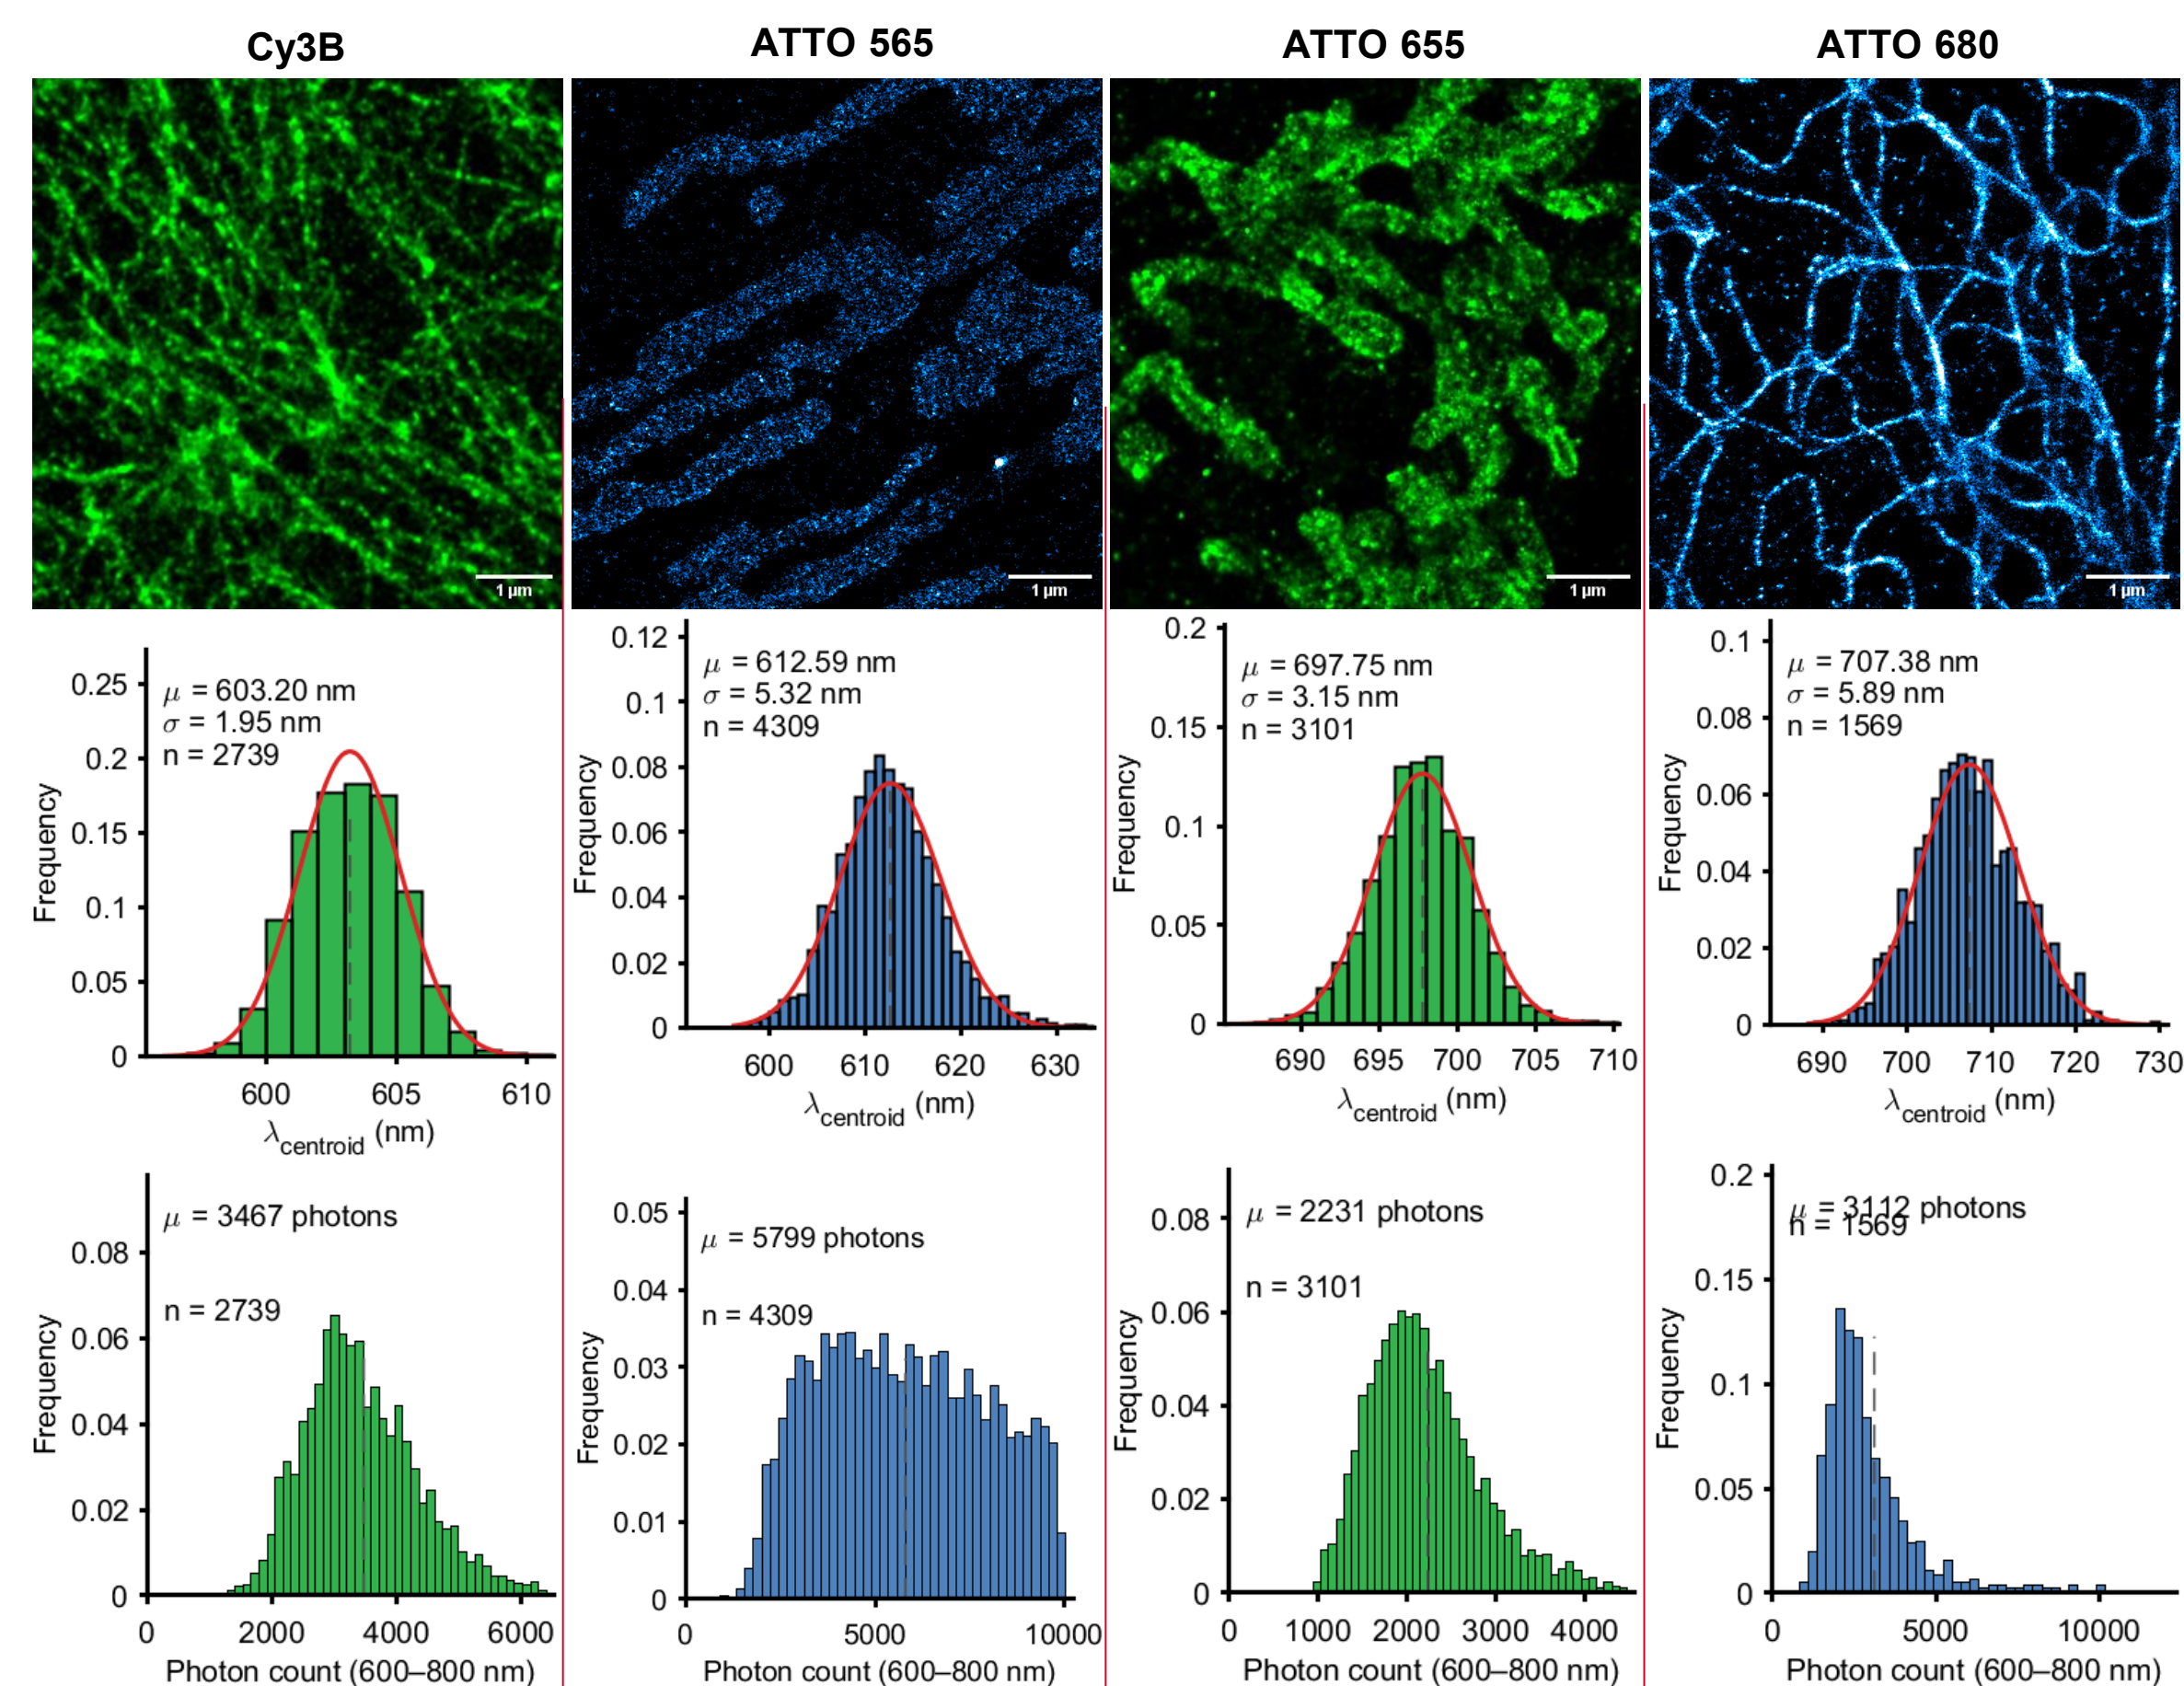 Cy3B
ATTO 565
ATTO 655
ATTO 680
1 µm
1 µm
1 µm
1 µm
μ = 603.20 nm
σ = 1.95 nm
n = 2739
0.25
0.2
0.15
0.1
0.05
0
Frequency
600 605 610
λcentroid (nm)
μ = 612.59 nm
σ = 5.32 nm
n = 4309
0.12
0.1
0.08
0.06
0.04
0.02
0
Frequency
600 610 620 630
λcentroid (nm)
μ = 697.75 nm
σ = 3.15 nm
n = 3101
0.2
0.15
0.1
0.05
0
Frequency
690 695 700 705 710
λcentroid (nm)
μ = 707.38 nm
σ = 5.89 nm
n = 1569
0.1
0.08
0.06
0.04
0.02
0
Frequency
690 700 710 720 730
λcentroid (nm)
μ = 3467 photons
n = 2739
0.08
0.06
0.04
0.02
0
Frequency
0 2000 4000 6000
Photon count (600–800 nm)
μ = 5799 photons
n = 4309
0.05
0.04
0.03
0.02
0.01
0
Frequency
0 5000 10000
Photon count (600–800 nm)
μ = 2231 photons
n = 3101
0.08
0.06
0.04
0.02
0
Frequency
0 1000 2000 3000 4000
Photon count (600–800 nm)
μ = 3112 photons
n = 1569
0.2
0.15
0.1
0.05
0
Frequency
0 5000 10000
Photon count (600–800 nm)